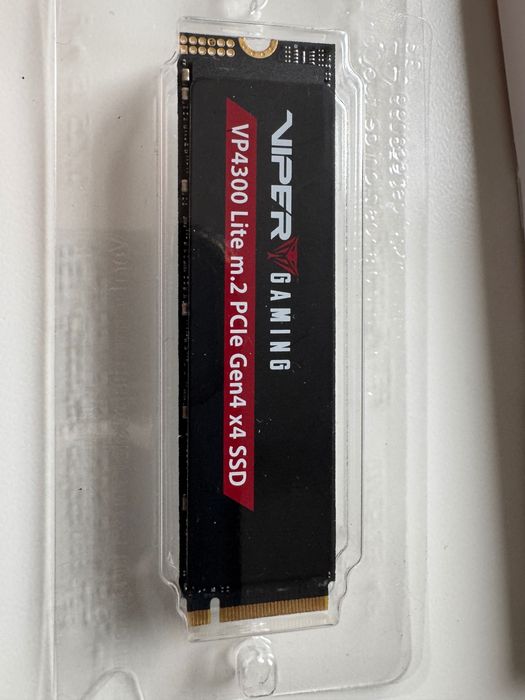 VIPER GAMING
VP4300 Lite m.2 PCIe Gen4 x4 SSD